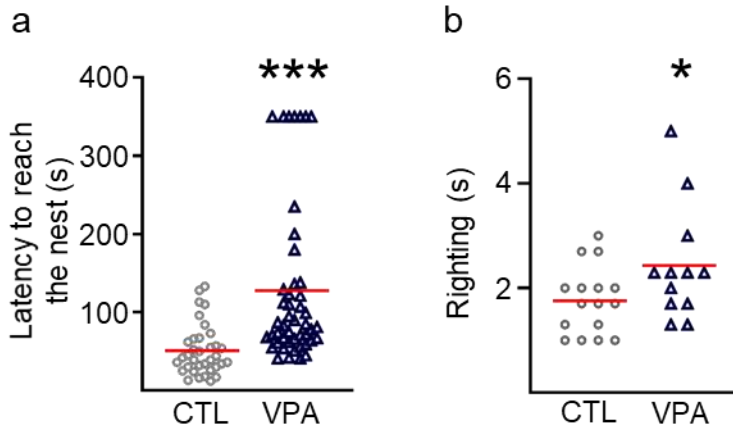 a
***
400
300
200
100
Latency to reach
the nest (s)
CTL VPA
b
*
6
4
2
Righting (s)
CTL VPA